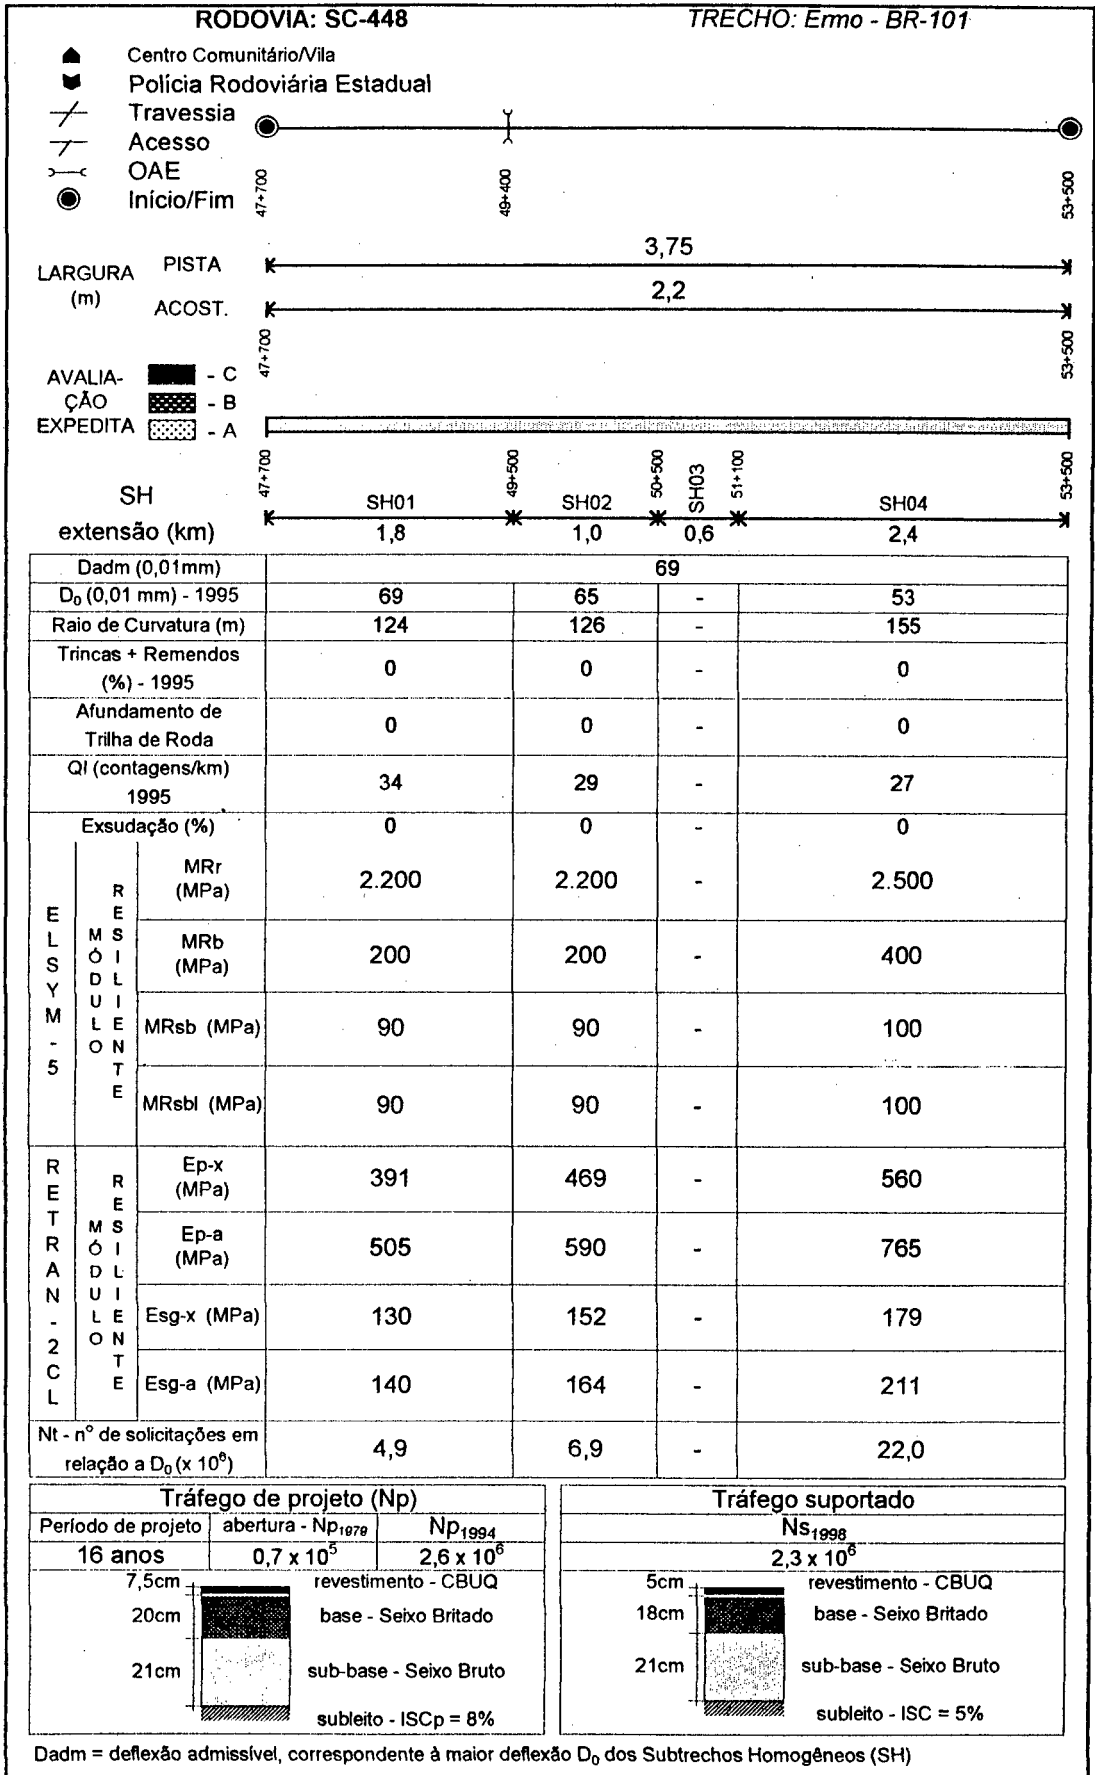 RODOVIA: SC-448 TRECHO: Ermo - BR-101
Centro Comunitário/Vila
Polícia Rodoviária Estadual
Travessia
Acesso
OAE
Início/Fim
47+700 49+400 53+500
LARGURA (m)
PISTA 3,75
ACOST. 2,2
47+700 53+500
AVALIA-
ÇÃO
EXPEDITA
- C
- B
- A
47+700 49+500 50+500 51+100 53+500
SH SH01 SH02 SH03 SH04
extensão (km) 1,8 1,0 0,6 2,4
Dadm (0,01mm) 69
D₀ (0,01 mm) - 1995 69 65 - 53
Raio de Curvatura (m) 124 126 - 155
Trincas + Remendos
(%) - 1995 0 0 - 0
Afundamento de
Trilha de Roda 0 0 - 0
QI (contagens/km)
1995 34 29 - 27
Exsudação (%) 0 0 - 0
ELSYM-5
MÓDULO RESILIENTE
MRr
(MPa) 2.200 2.200 - 2.500
MRb
(MPa) 200 200 - 400
MRsb (MPa) 90 90 - 100
MRsbl (MPa) 90 90 - 100
RETRAN-2CL
MÓDULO RESILIENTE
Ep-x
(MPa) 391 469 - 560
Ep-a
(MPa) 505 590 - 765
Esg-x (MPa) 130 152 - 179
Esg-a (MPa) 140 164 - 211
Nt - nº de solicitações em
relação a D₀ (x 10⁶) 4,9 6,9 - 22,0
Tráfego de projeto (Np)
Período de projeto abertura - Np₁₉₇₉ Np₁₉₉₄
16 anos 0,7 x 10⁵ 2,6 x 10⁶
7,5cm revestimento - CBUQ
20cm base - Seixo Britado
21cm sub-base - Seixo Bruto
subleito - ISCp = 8%
Tráfego suportado
Ns₁₉₉₈
2,3 x 10⁶
5cm revestimento - CBUQ
18cm base - Seixo Britado
21cm sub-base - Seixo Bruto
subleito - ISC = 5%
Dadm = deflexão admissível, correspondente à maior deflexão D₀ dos Subtrechos Homogêneos (SH)